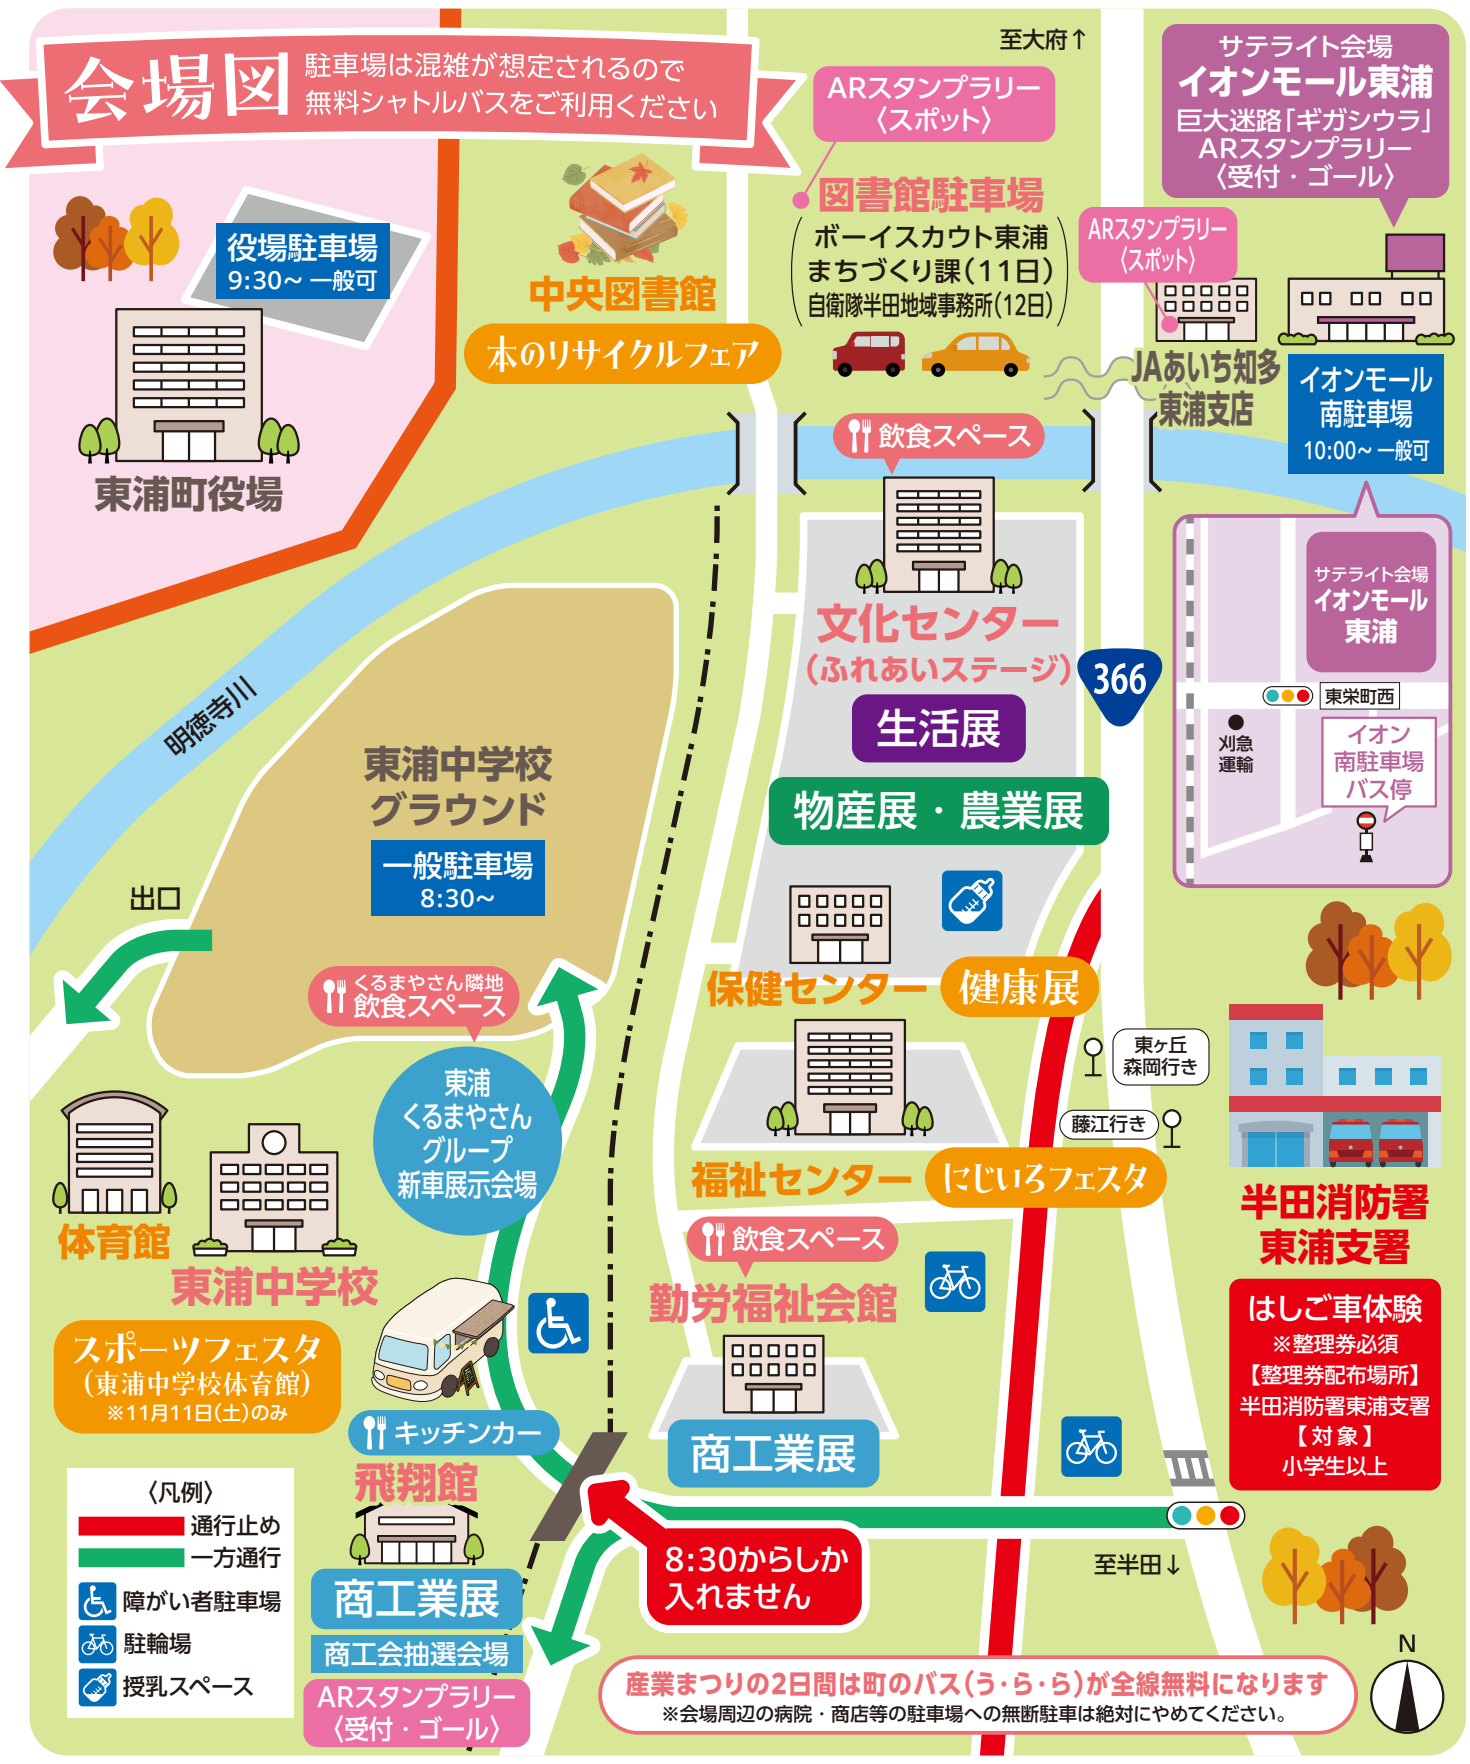 会場図
駐車場は混雑が想定されるので
無料シャトルバスをご利用ください
至大府↑
ARスタンプラリー
〈スポット〉
サテライト会場
イオンモール東浦
巨大迷路「ギガシウラ」
ARスタンプラリー
〈受付・ゴール〉
図書館駐車場
ボーイスカウト東浦
まちづくり課(11日)
自衛隊半田地域事務所(12日)
ARスタンプラリー
〈スポット〉
役場駐車場
9:30~ 一般可
中央図書館
本のリサイクルフェア
JAあいち知多
東浦支店
イオンモール
南駐車場
10:00~ 一般可
東浦町役場
飲食スペース
サテライト会場
イオンモール
東浦
東栄町西
刈急
運輸
イオン
南駐車場
バス停
文化センター
(ふれあいステージ)
366
生活展
物産展・農業展
明徳寺川
東浦中学校
グラウンド
一般駐車場
8:30~
出口
くるまやさん隣地
飲食スペース
保健センター
健康展
東浦
くるまやさん
グループ
新車展示会場
東ヶ丘
森岡行き
藤江行き
福祉センター
にじいろフェスタ
半田消防署
東浦支署
はしご車体験
※整理券必須
【整理券配布場所】
半田消防署東浦支署
【対象】
小学生以上
体育館
東浦中学校
スポーツフェスタ
(東浦中学校体育館)
※11月11日(土)のみ
飲食スペース
勤労福祉会館
商工業展
キッチンカー
飛翔館
商工業展
商工会抽選会場
ARスタンプラリー
〈受付・ゴール〉
8:30からしか
入れません
至半田↓
〈凡例〉
通行止め
一方通行
障がい者駐車場
駐輪場
授乳スペース
産業まつりの2日間は町のバス(う・ら・ら)が全線無料になります
※会場周辺の病院・商店等の駐車場への無断駐車は絶対にやめてください。
N